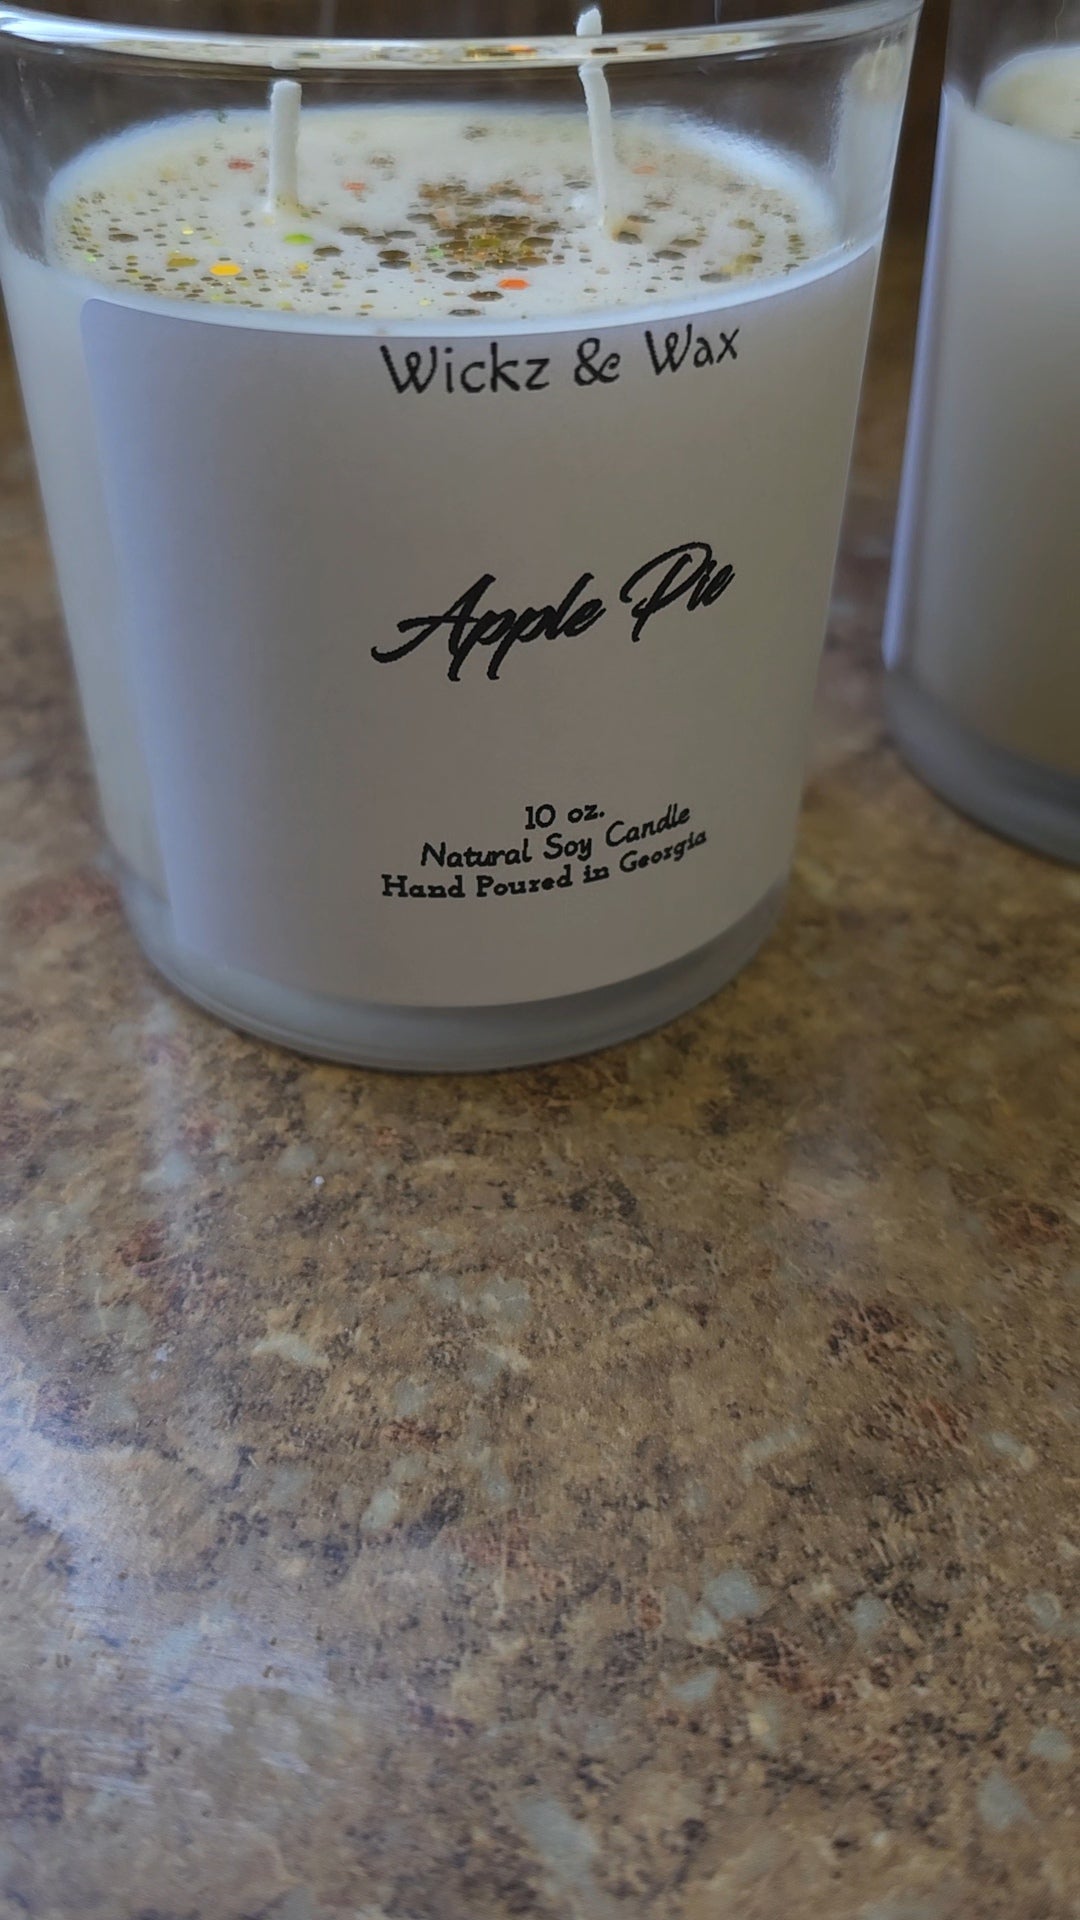 Wickz & Wax
Apple Pie
10 oz.
Natural Soy Candle
Hand Poured in Georgia